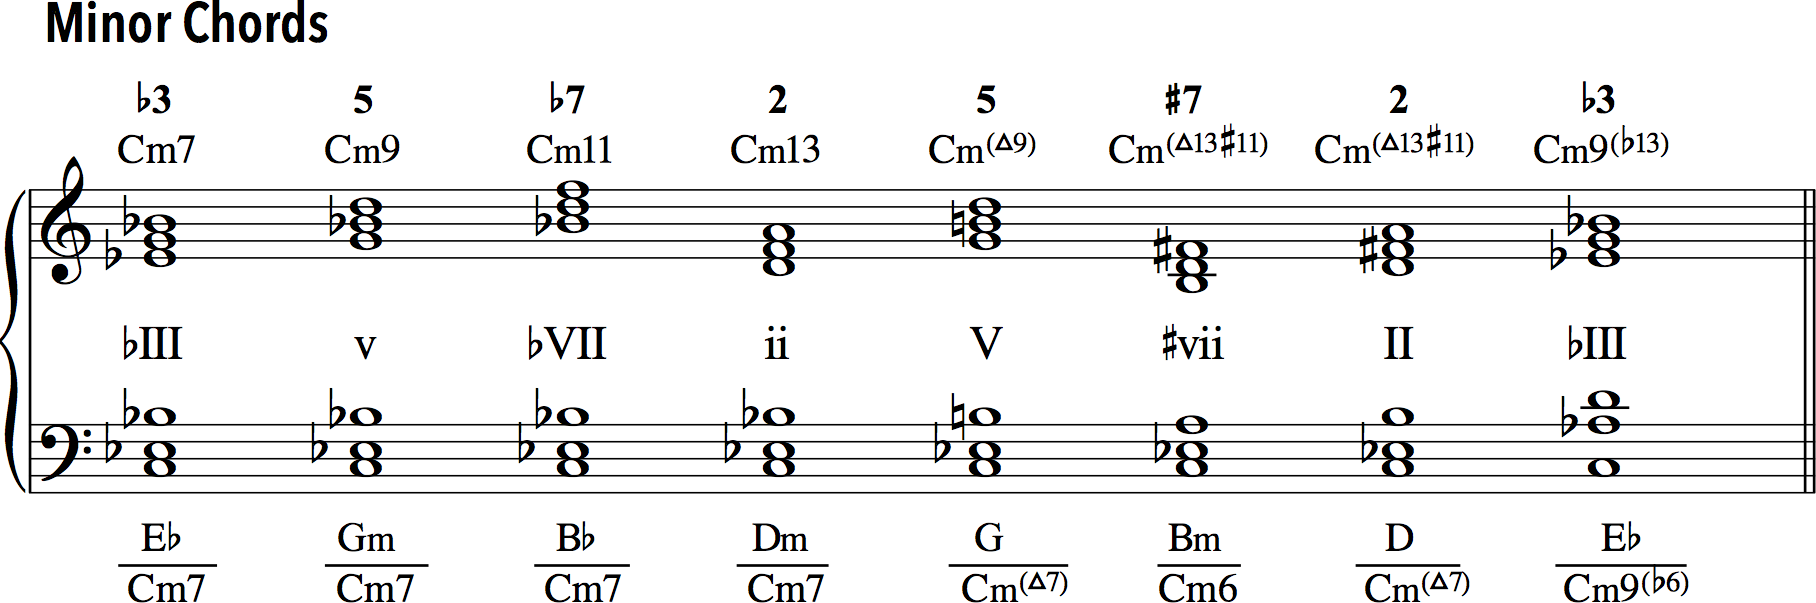 Minor Chords
♭3 5 ♭7 2 5 ♯7 2 ♭3
Cm7 Cm9 Cm11 Cm13 Cm(Δ9) Cm(Δ13♯11) Cm(Δ13♯11) Cm9(♭13)
♭III v ♭VII ii V ♯vii II ♭III
E♭ Gm B♭ Dm G Bm D E♭
Cm7 Cm7 Cm7 Cm7 Cm(Δ7) Cm6 Cm(Δ7) Cm9(♭6)